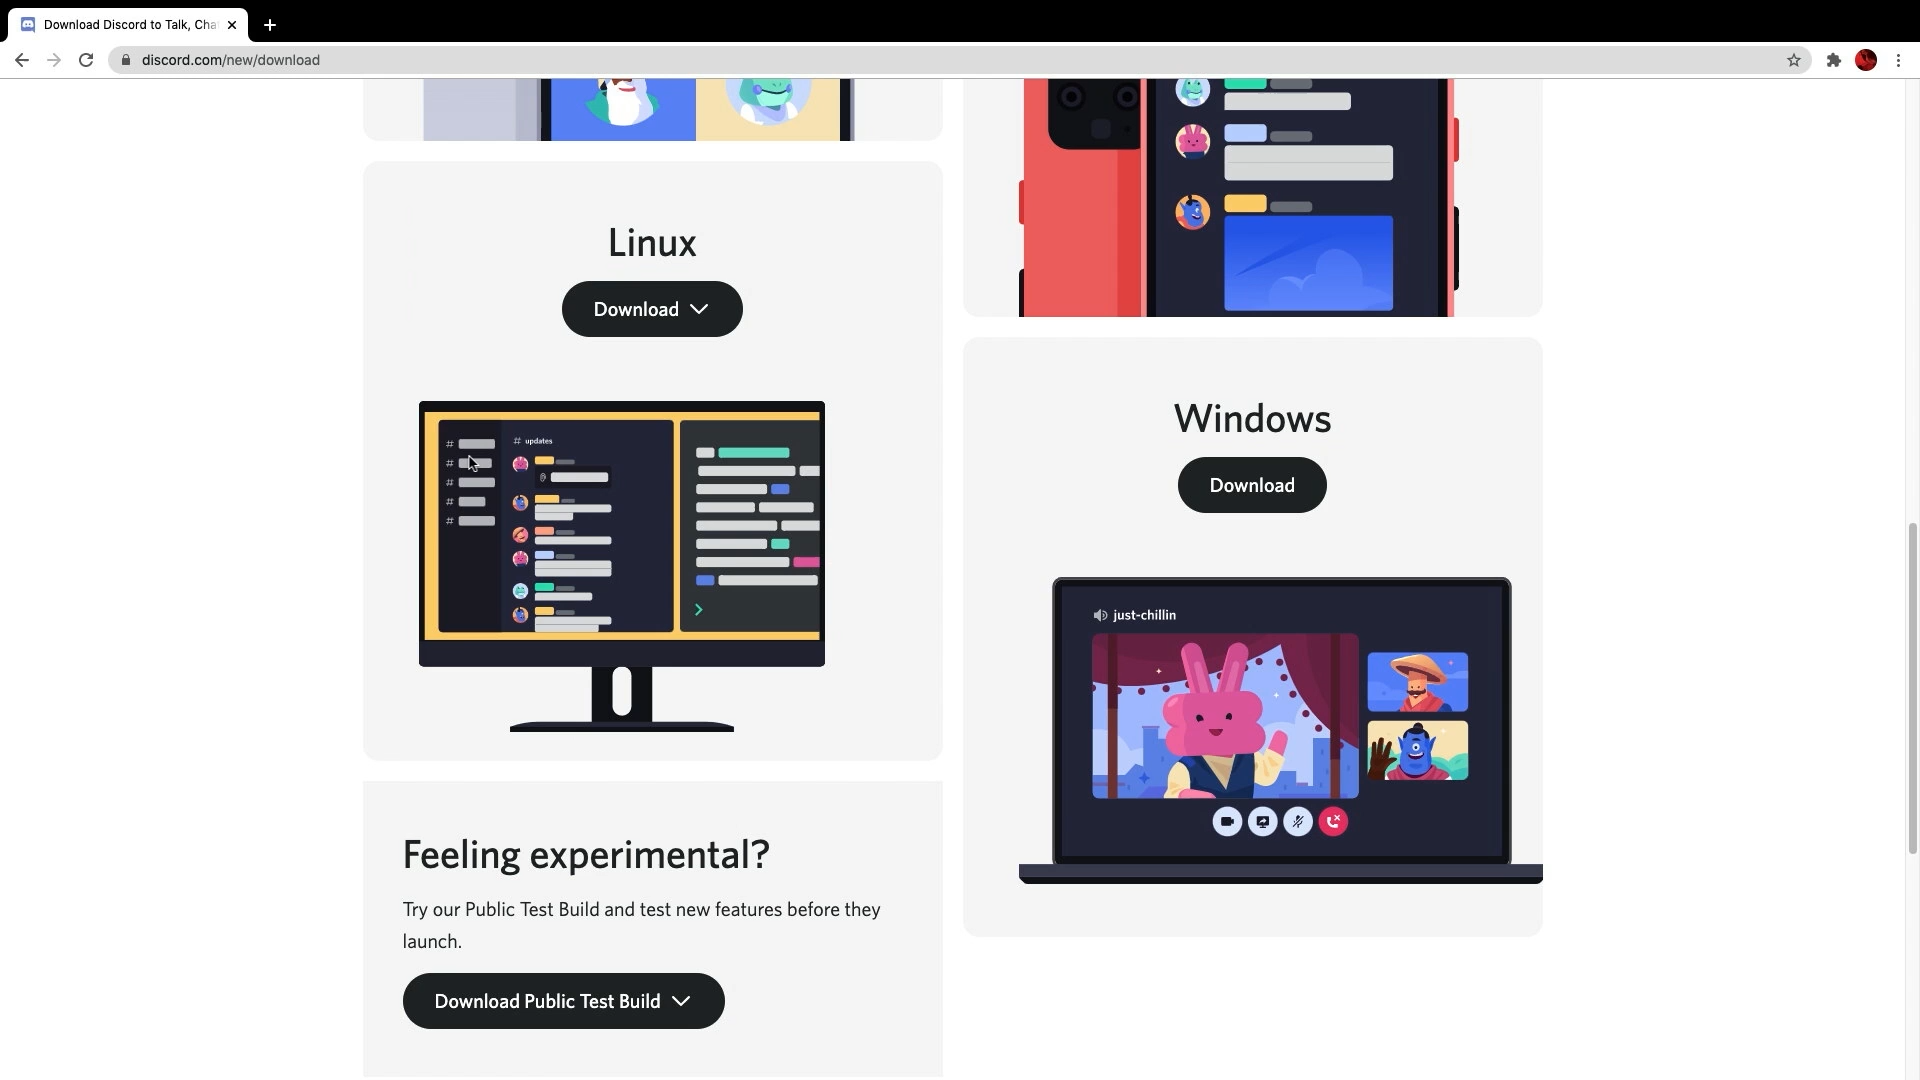 Download Discord to Talk, Cha
discord.com/new/download
Linux
Download
# updates
#
#
#
#
#
@
Windows
Download
just-chillin
Feeling experimental?
Try our Public Test Build and test new features before they
launch.
Download Public Test Build